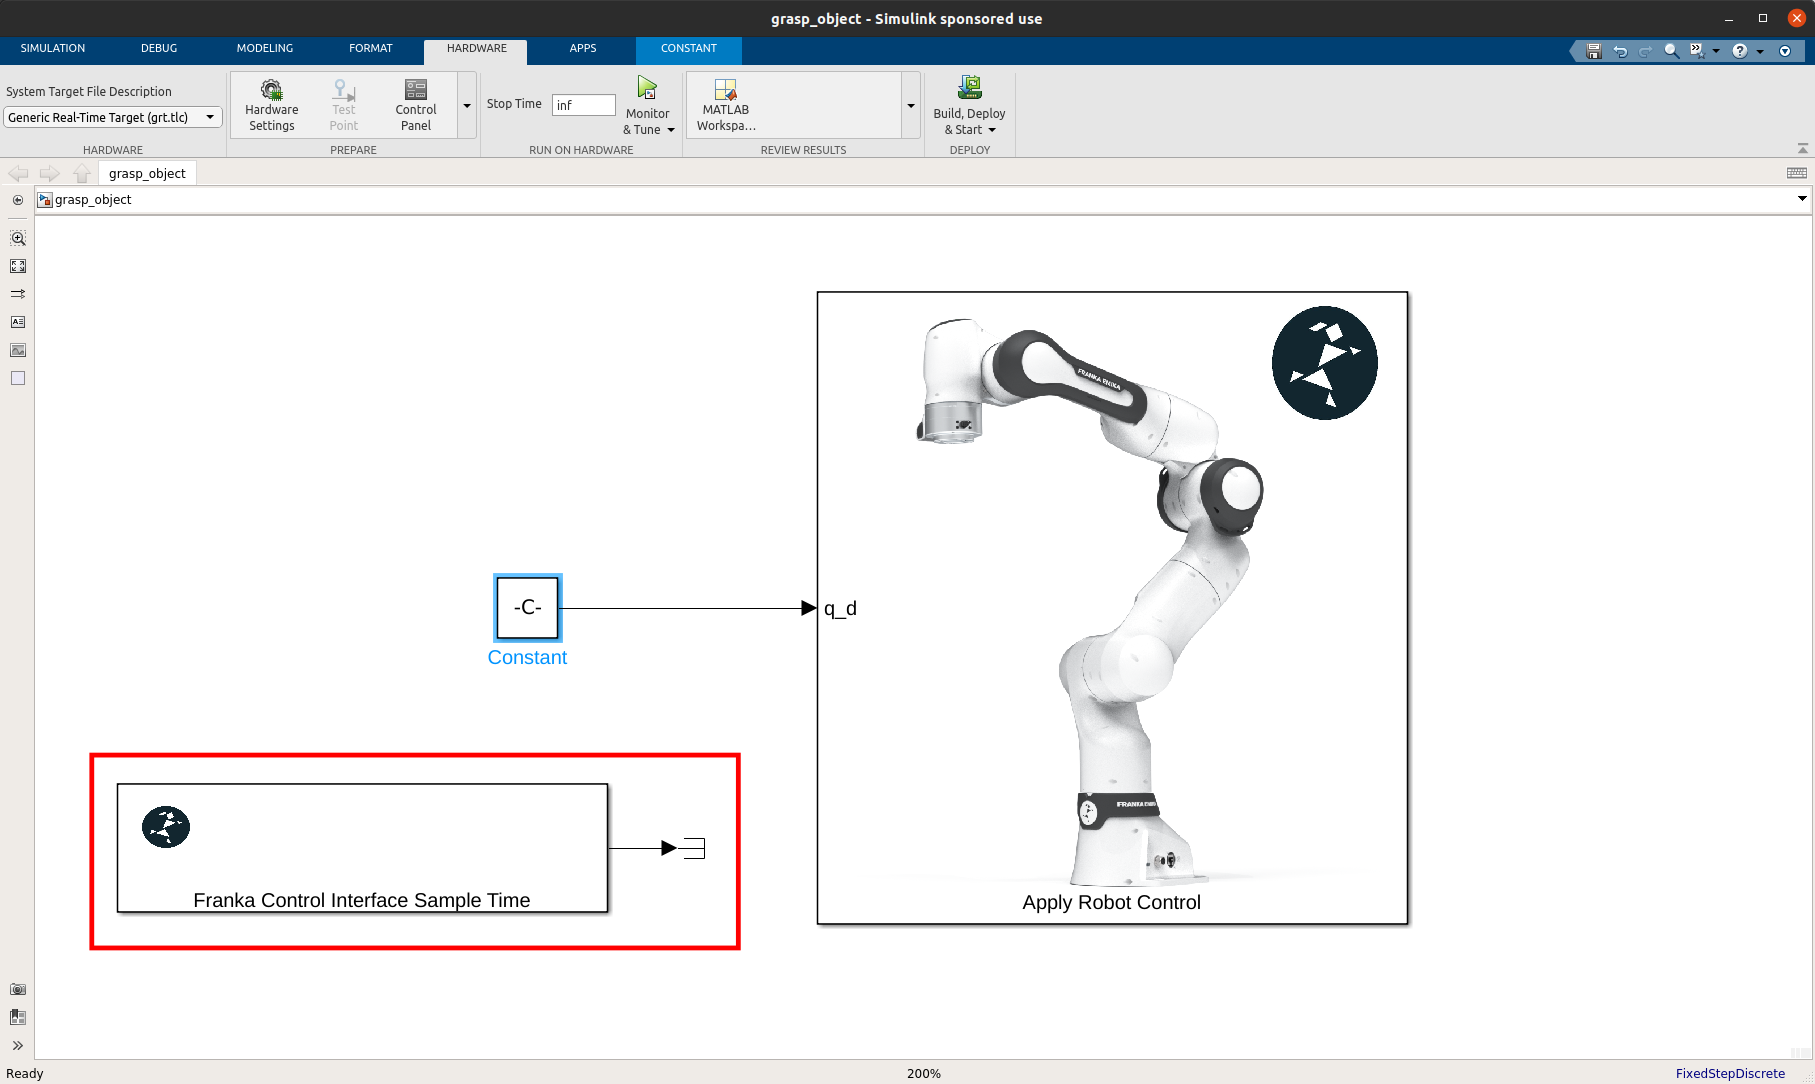 grasp_object - Simulink sponsored use
SIMULATION DEBUG MODELING FORMAT HARDWARE APPS CONSTANT
System Target File Description
Generic Real-Time Target (grt.tlc)
Hardware Settings
Test Point
Control Panel
Stop Time inf
Monitor & Tune
MATLAB Workspa...
Build, Deploy & Start
HARDWARE PREPARE RUN ON HARDWARE REVIEW RESULTS DEPLOY
grasp_object
grasp_object
FRANKA EMIKA
-C-
q_d
Constant
FRANKA EMIKA
Franka Control Interface Sample Time
Apply Robot Control
Ready 200% FixedStepDiscrete